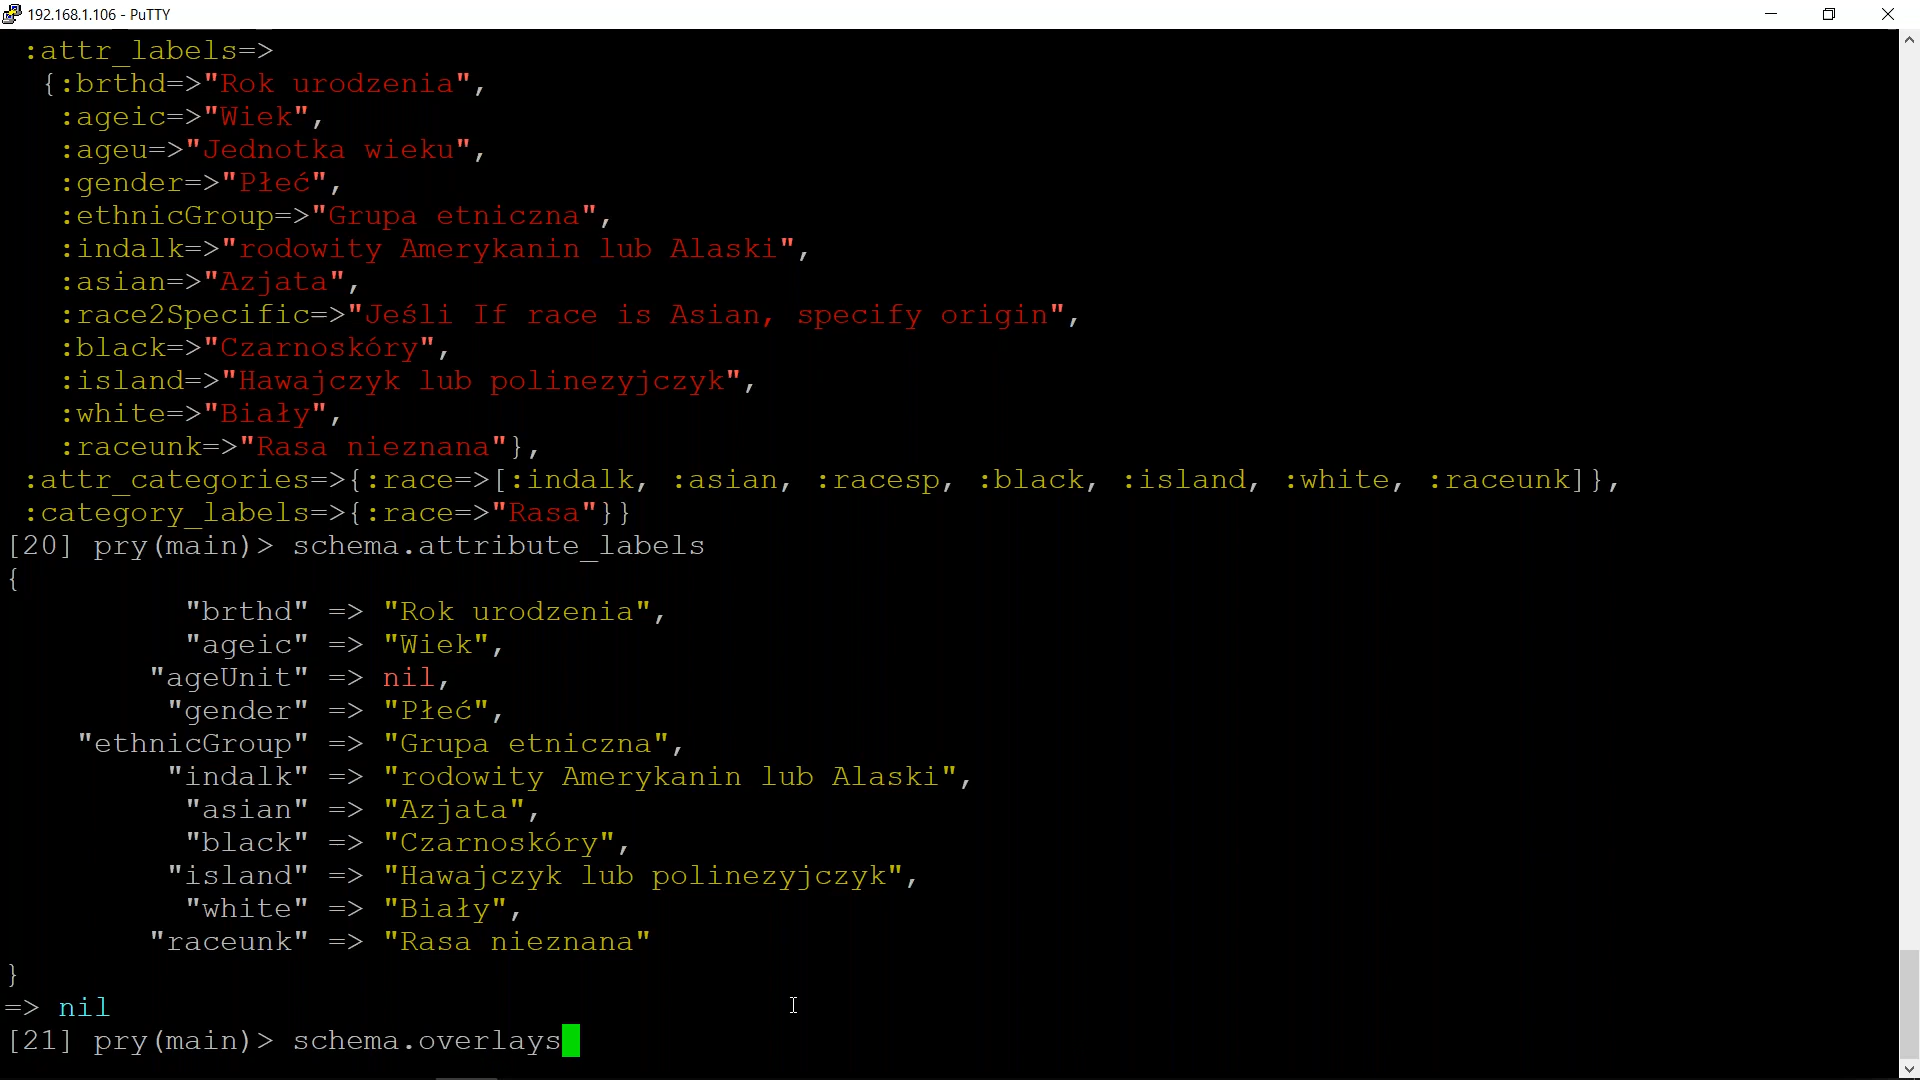 192.168.1.106 - PuTTY
:attr_labels=>
{:brthd=>"Rok urodzenia",
:ageic=>"Wiek",
:ageu=>"Jednotka wieku",
:gender=>"Płeć",
:ethnicGroup=>"Grupa etniczna",
:indalk=>"rodowity Amerykanin lub Alaski",
:asian=>"Azjata",
:race2Specific=>"Jeśli If race is Asian, specify origin",
:black=>"Czarnoskóry",
:island=>"Hawajczyk lub polinezyjczyk",
:white=>"Biały",
:raceunk=>"Rasa nieznana"},
:attr_categories=>{:race=>[:indalk, :asian, :racesp, :black, :island, :white, :raceunk]},
:category_labels=>{:race=>"Rasa"}}
[20] pry(main)> schema.attribute_labels
{
"brthd" => "Rok urodzenia",
"ageic" => "Wiek",
"ageUnit" => nil,
"gender" => "Płeć",
"ethnicGroup" => "Grupa etniczna",
"indalk" => "rodowity Amerykanin lub Alaski",
"asian" => "Azjata",
"black" => "Czarnoskóry",
"island" => "Hawajczyk lub polinezyjczyk",
"white" => "Biały",
"raceunk" => "Rasa nieznana"
}
=> nil
[21] pry(main)> schema.overlays